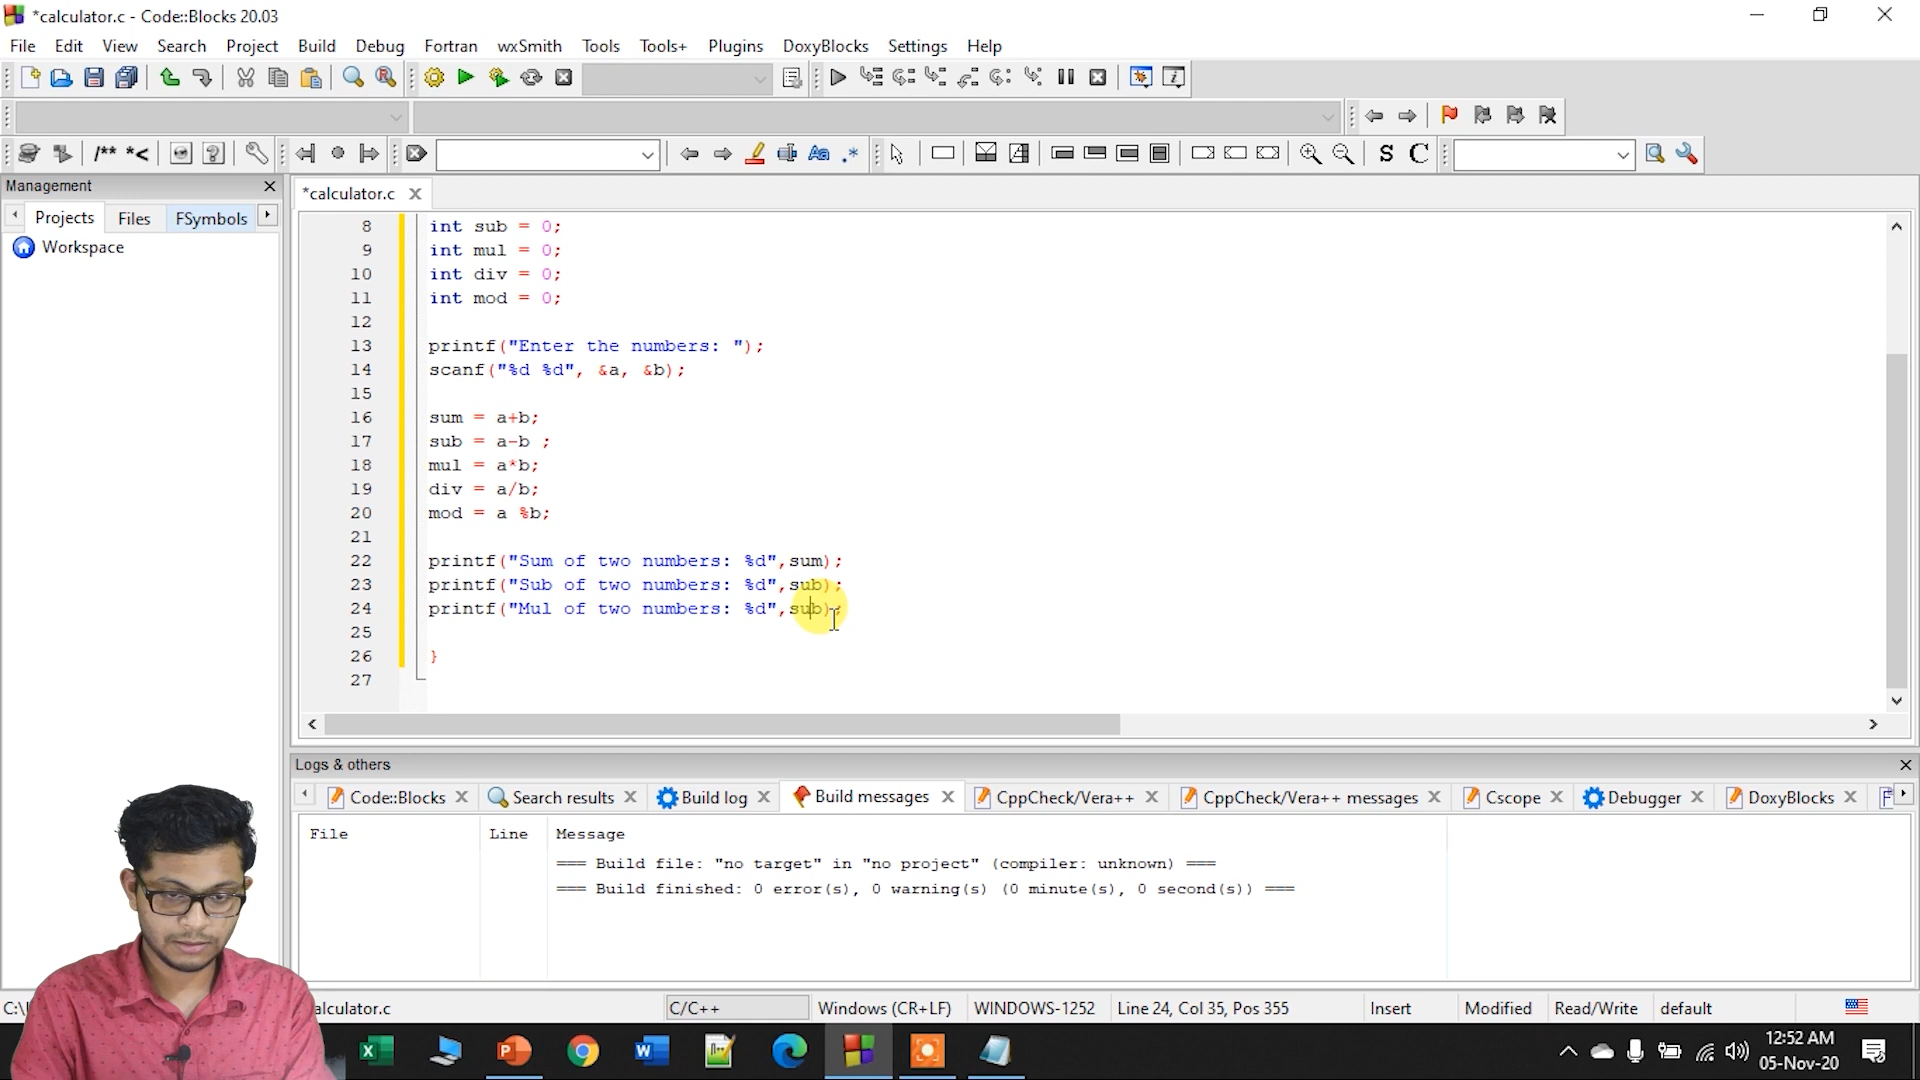 *calculator.c - Code::Blocks 20.03
File Edit View Search Project Build Debug Fortran wxSmith Tools Tools+ Plugins DoxyBlocks Settings Help
/** *<
S C
Management
*calculator.c
Projects Files FSymbols
Workspace
8 int sub = 0;
9 int mul = 0;
10 int div = 0;
11 int mod = 0;
12
13 printf("Enter the numbers: ");
14 scanf("%d %d", &a, &b);
15
16 sum = a+b;
17 sub = a-b ;
18 mul = a*b;
19 div = a/b;
20 mod = a %b;
21
22 printf("Sum of two numbers: %d",sum);
23 printf("Sub of two numbers: %d",sub);
24 printf("Mul of two numbers: %d",sub);
25
26 }
27
Logs & others
Code::Blocks Search results Build log Build messages CppCheck/Vera++ CppCheck/Vera++ messages Cscope Debugger DoxyBlocks F
File Line Message
=== Build file: "no target" in "no project" (compiler: unknown) ===
=== Build finished: 0 error(s), 0 warning(s) (0 minute(s), 0 second(s)) ===
C:\ alculator.c C/C++ Windows (CR+LF) WINDOWS-1252 Line 24, Col 35, Pos 355 Insert Modified Read/Write default
12:52 AM
05-Nov-20